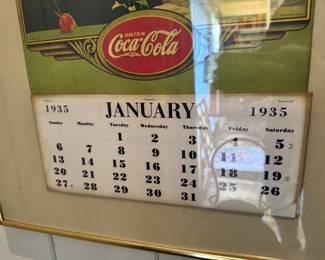 DRINK
Coca-Cola
1935 JANUARY 1935
Sunday Monday Tuesday Wednesday Thursday Friday Saturday
1 2 3 4 5
6 7 8 9 10 11 12
13 14 15 16 17 18 19
20 21 22 23 24 25 26
27 28 29 30 31